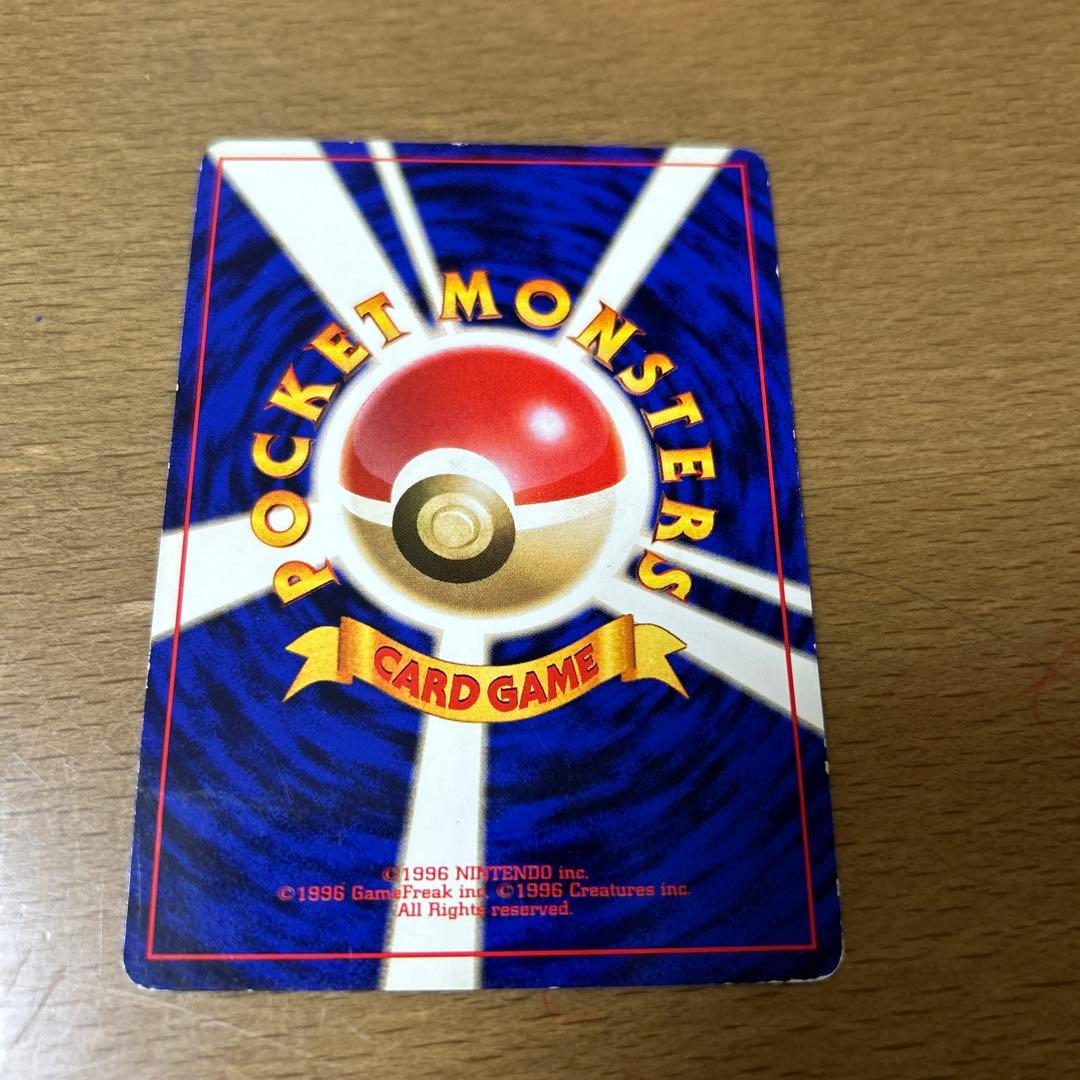 POCKET MONSTERS
CARD GAME
©1996 NINTENDO inc.
©1996 GameFreak inc. ©1996 Creatures inc.
All Rights reserved.